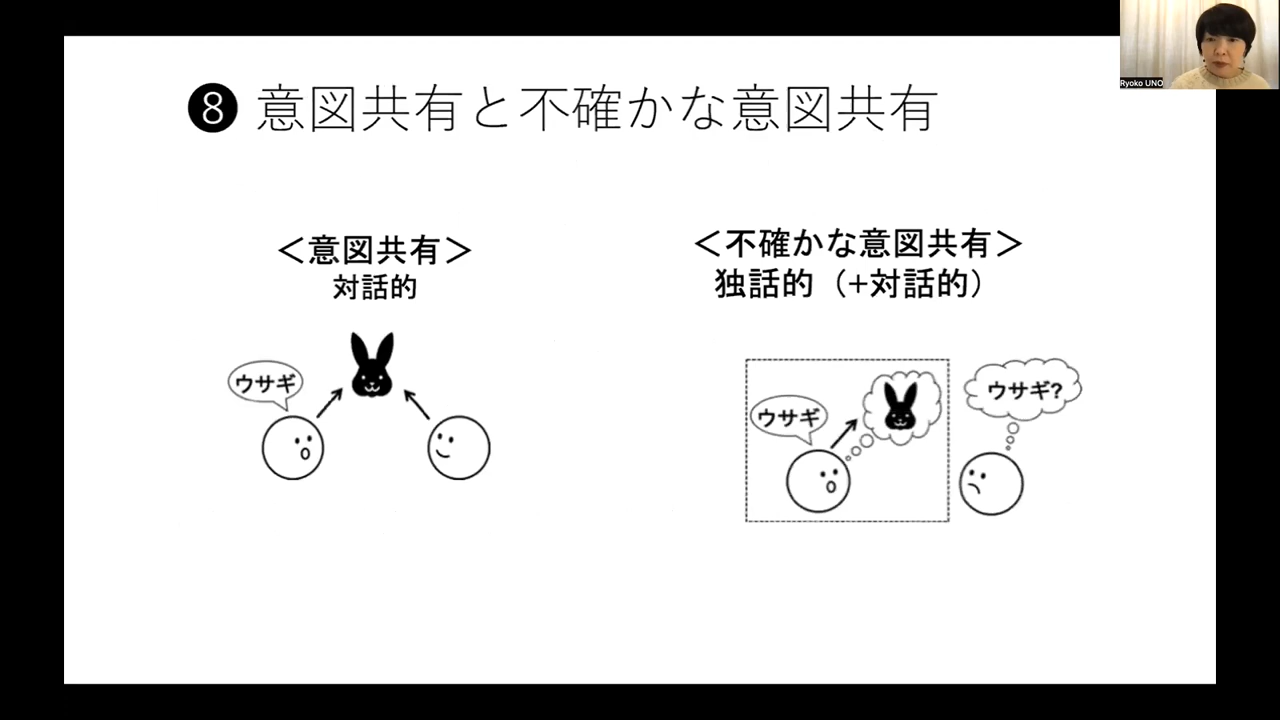 ❽ 意図共有と不確かな意図共有
Ryoko UNO
＜意図共有＞
対話的
ウサギ
＜不確かな意図共有＞
独話的（+対話的）
ウサギ
ウサギ?